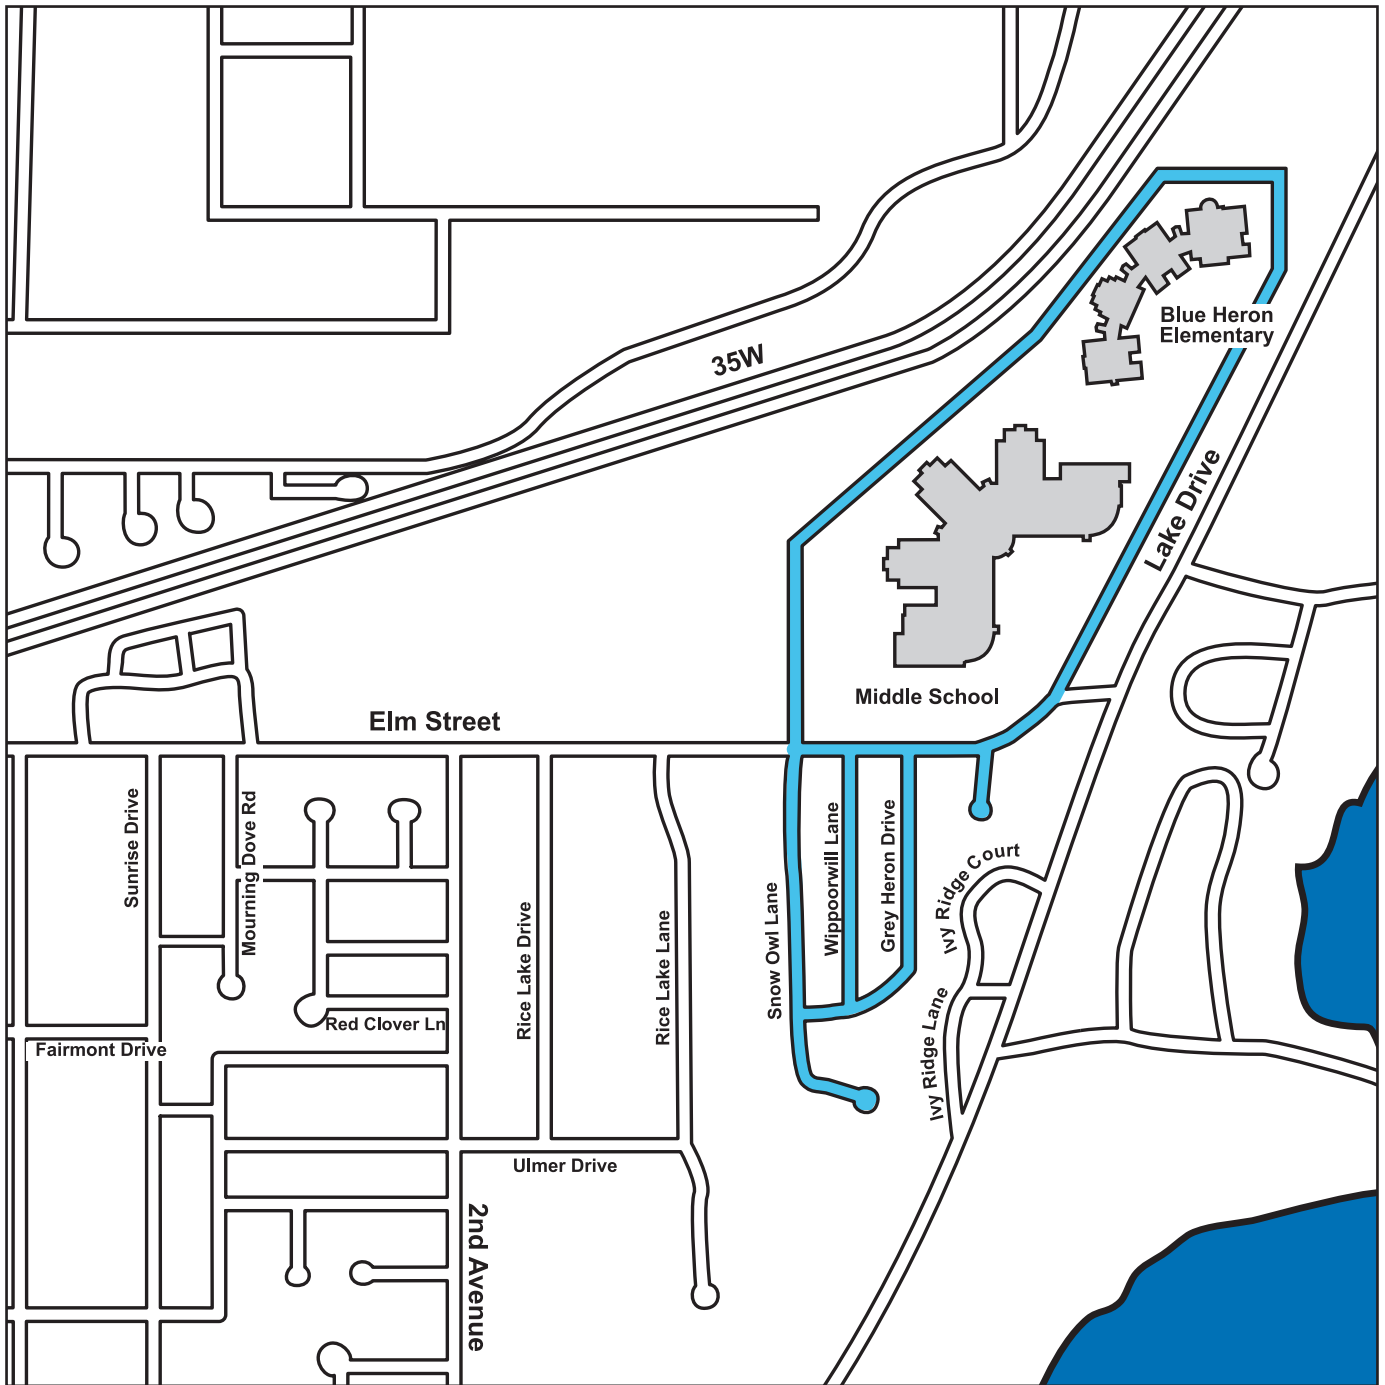 Blue Heron
Elementary
35W
Lake Drive
Middle School
Elm Street
Sunrise Drive
Mourning Dove Rd
Wippoorwill Lane
Grey Heron Drive
Ivy Ridge Court
Snow Owl Lane
Rice Lake Drive
Rice Lake Lane
Red Clover Ln
Fairmont Drive
Ivy Ridge Lane
Ulmer Drive
2nd Avenue